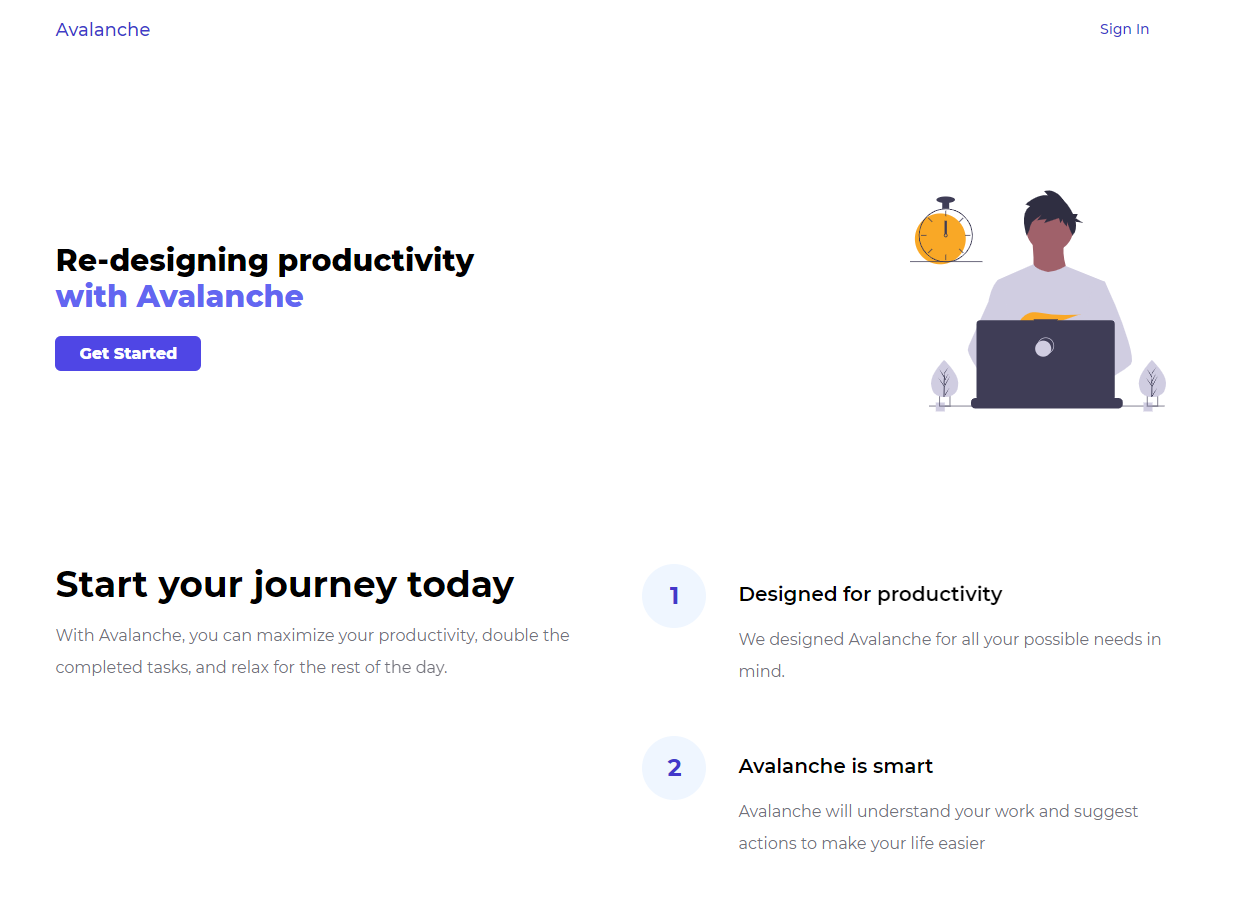 Avalanche
Sign In
Re-designing productivity
with Avalanche
Get Started
Start your journey today
With Avalanche, you can maximize your productivity, double the
completed tasks, and relax for the rest of the day.
1
Designed for productivity
We designed Avalanche for all your possible needs in
mind.
2
Avalanche is smart
Avalanche will understand your work and suggest
actions to make your life easier